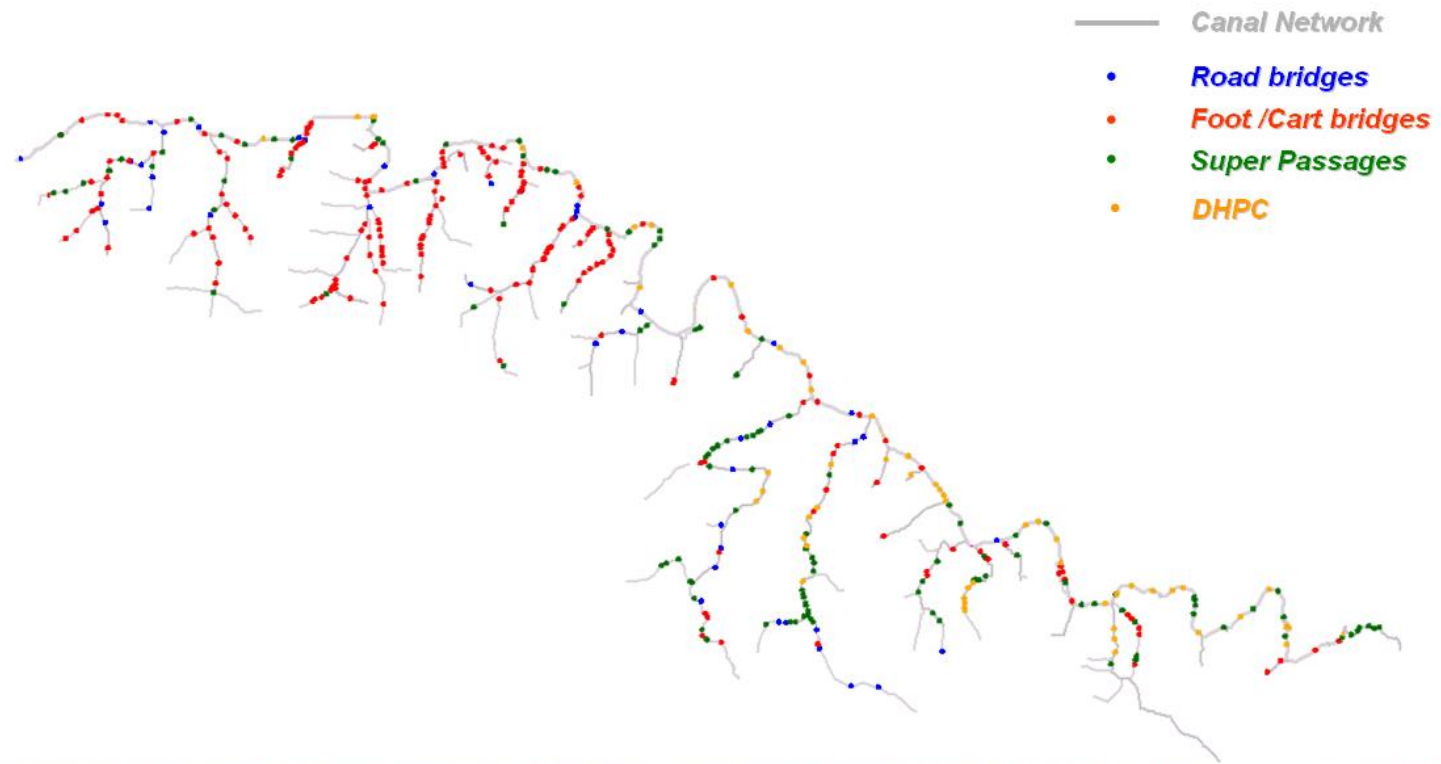 Canal Network
Road bridges
Foot /Cart bridges
Super Passages
DHPC